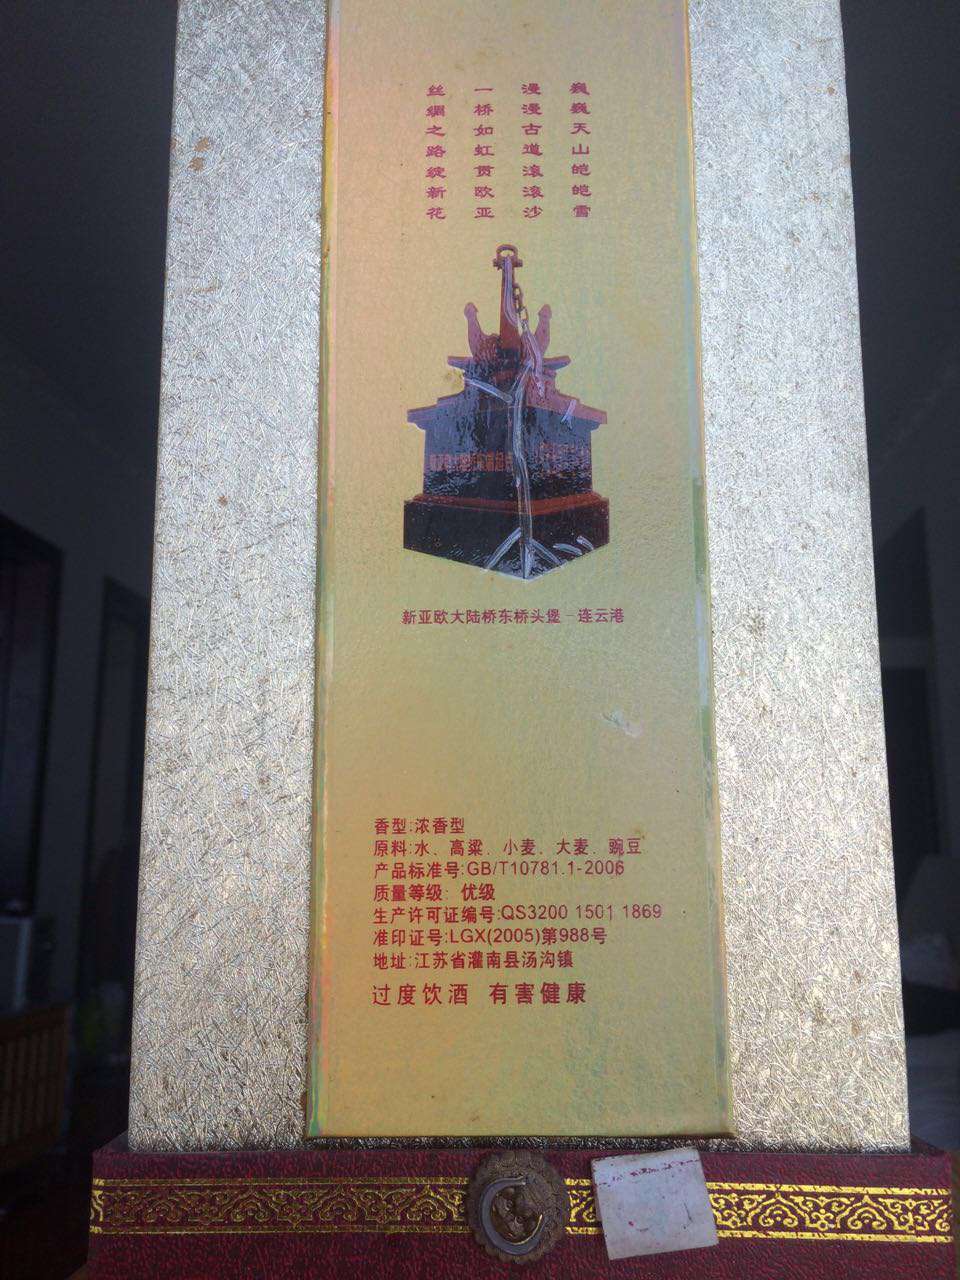 巍巍天山皑皑雪
漫漫古道滚滚沙
一桥如虹贯欧亚
丝绸之路绽新花
新亚欧大陆桥东桥头堡－连云港
香型:浓香型
原料:水、高粱、小麦、大麦、豌豆
产品标准号:GB/T10781.1-2006
质量等级: 优级
生产许可证编号:QS3200 1501 1869
准印证号:LGX(2005)第988号
地址:江苏省灌南县汤沟镇
过度饮酒 有害健康